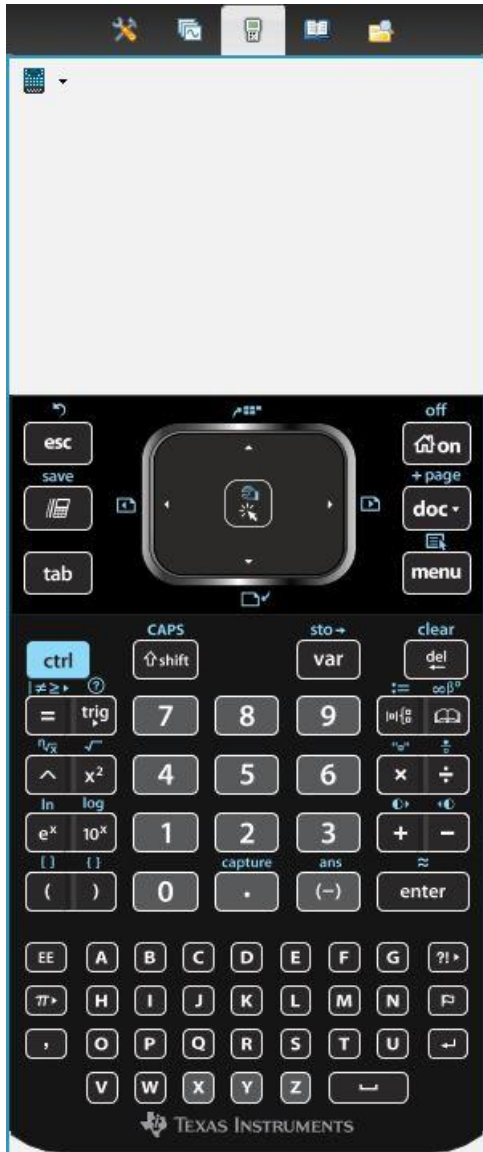 off
esc on
save + page
doc
tab menu
CAPS sto→ clear
ctrl ⇧shift var del
|≠≥▸ ? := ∞β°
= trig 7 8 9 |□|{
ⁿ√x √ "□" ÷
^ x² 4 5 6 × ÷
ln log
eˣ 10ˣ 1 2 3 + −
[ ] { } capture ans ≈
( ) 0 . (−) enter
EE A B C D E F G ?!▸
π▸ H I J K L M N
, O P Q R S T U ↵
V W X Y Z
TEXAS INSTRUMENTS